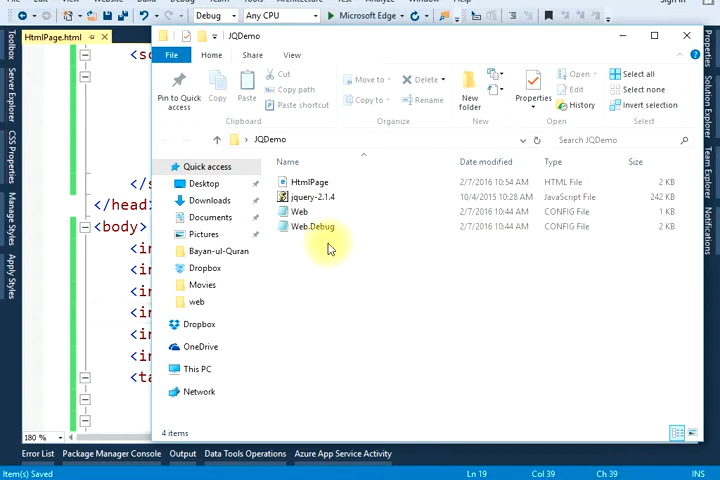 Debug
Any CPU
Microsoft Edge
HtmlPage.html
JQDemo
<sc
</s
</head>
<body>
<in
<in
<in
<in
<in
<in
<ta
180 %
File
Home
Share
View
Pin to Quick access
Copy
Paste
Cut
Copy path
Paste shortcut
Clipboard
Move to
Copy to
Delete
Rename
Organize
New folder
New
Properties
Open
Edit
History
Open
Select all
Select none
Invert selection
Select
JQDemo
Search JQDemo
Quick access
Desktop
Downloads
Documents
Pictures
Bayan-ul-Quran
Dropbox
Movies
web
Dropbox
OneDrive
This PC
Network
Name Date modified Type Size
HtmlPage 2/7/2016 10:54 AM HTML File 2 KB
jquery-2.1.4 10/4/2015 10:28 AM JavaScript File 242 KB
Web 2/7/2016 10:44 AM CONFIG File 1 KB
Web.Debug 2/7/2016 10:44 AM CONFIG File 2 KB
4 items
Toolbox
Server Explorer
CSS Properties
Manage Styles
Apply Styles
Properties
Solution Explorer
Team Explorer
Notifications
Error List Package Manager Console Output Data Tools Operations Azure App Service Activity
Item(s) Saved Ln 19 Col 39 Ch 39 INS